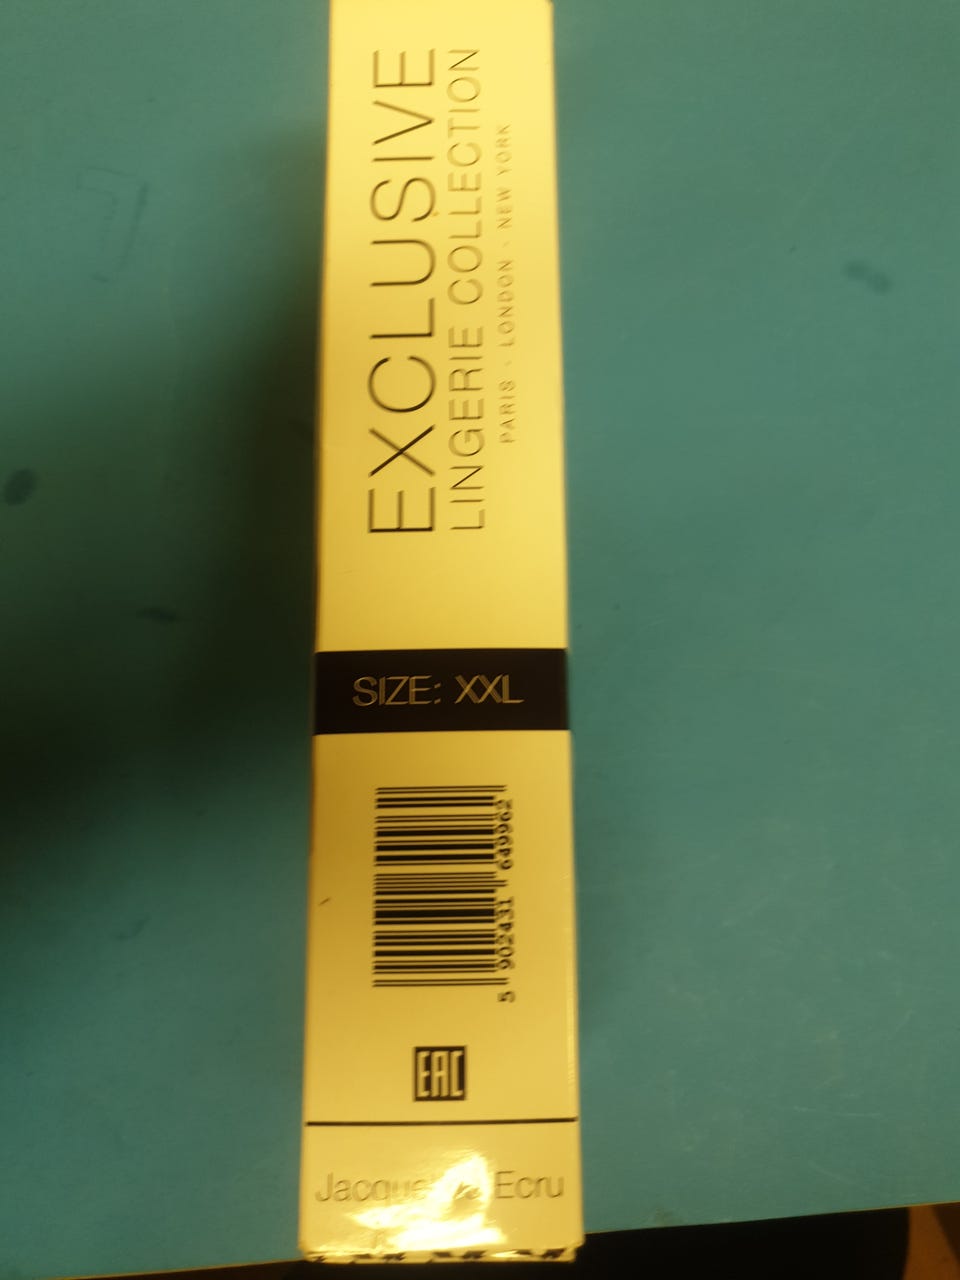 EXCLUSIVE
LINGERIE COLLECTION
PARIS - LONDON - NEW YORK
SIZE: XXL
5 902431 649962
EAC
Ecru